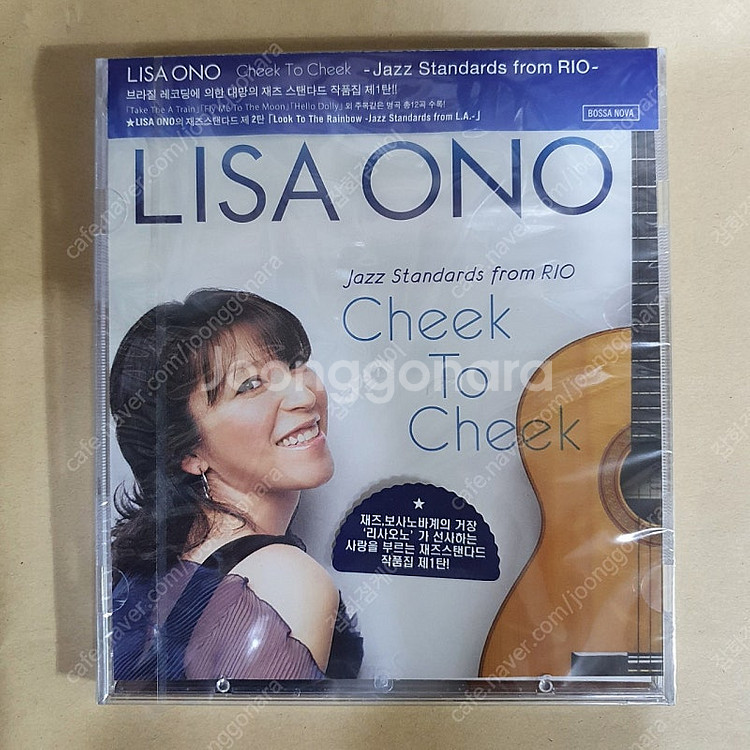 LISA ONO Cheek To Cheek -Jazz Standards from RIO-
브라질 레코딩에 의한 대망의 재즈 스탠다드 작품집 제1탄!!
「Take The A Train」「Fly Me To The Moon」「Hello Dolly」 외 주옥같은 명곡 총12곡 수록!
★LISA ONO의 재즈스탠다드 제 2탄 「Look To The Rainbow -Jazz Standards from L.A.-」
BOSSA NOVA
LISA ONO
Jazz Standards from RIO
Cheek
To
Cheek
Joonggonara
★
재즈,보사노바계의 거장
'리사오노' 가 선사하는
사랑을 부르는 재즈스탠다드
작품집 제1탄!
cafe.naver.com/joonggonara